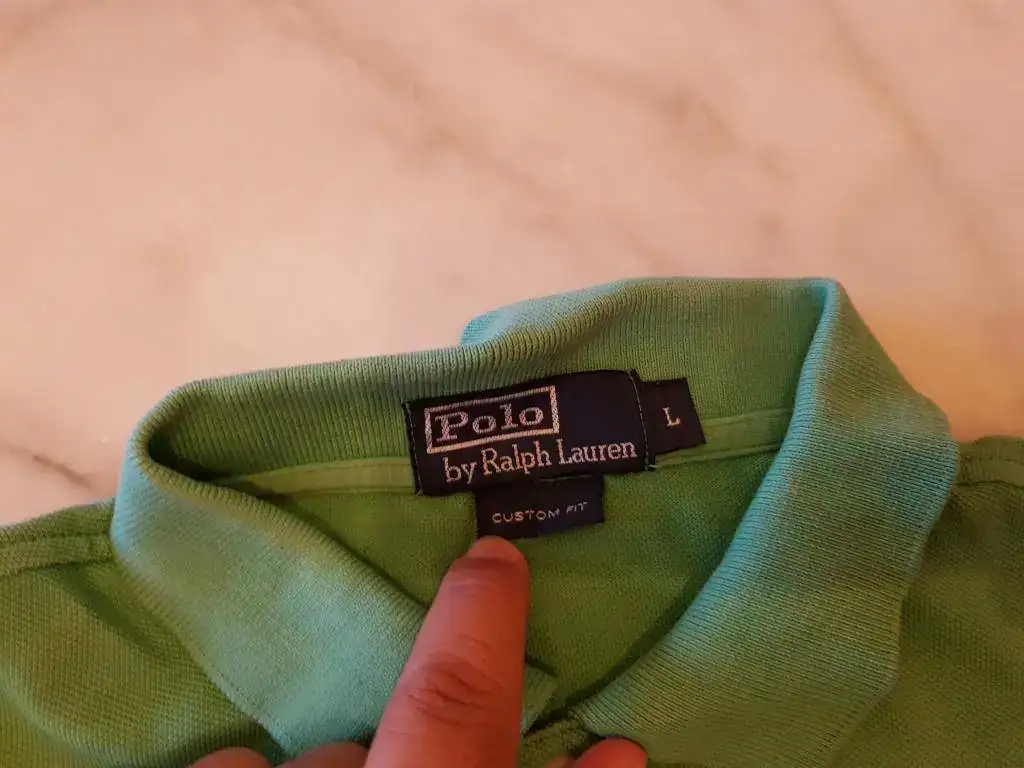 Polo
by Ralph Lauren
L
CUSTOM FIT